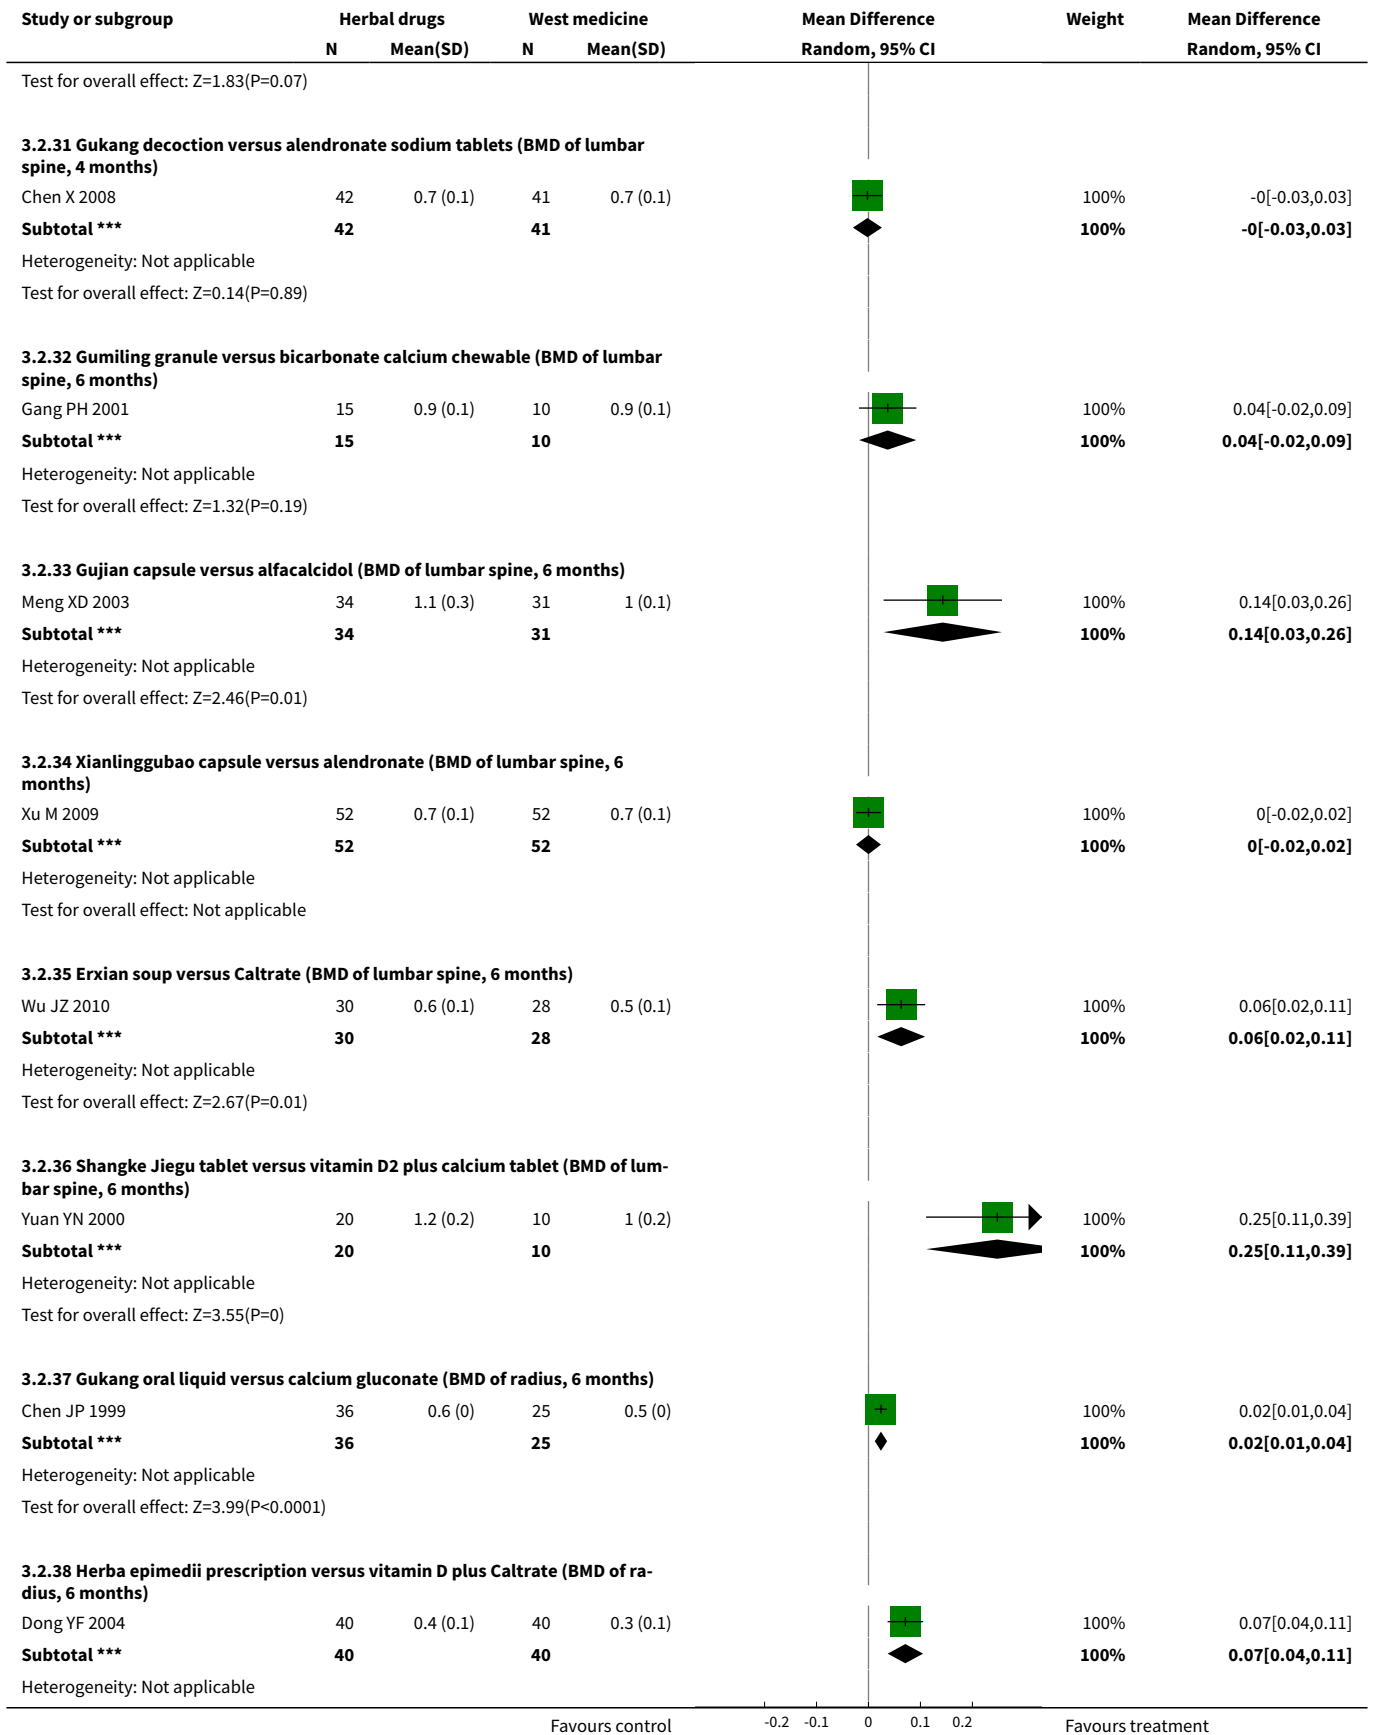 Study or subgroup Herbal drugs West medicine Mean Difference Weight Mean Difference
N Mean(SD) N Mean(SD) Random, 95% CI Random, 95% CI
Test for overall effect: Z=1.83(P=0.07)
3.2.31 Gukang decoction versus alendronate sodium tablets (BMD of lumbar
spine, 4 months)
Chen X 2008 42 0.7 (0.1) 41 0.7 (0.1) 100% -0[-0.03,0.03]
Subtotal *** 42 41 100% -0[-0.03,0.03]
Heterogeneity: Not applicable
Test for overall effect: Z=0.14(P=0.89)
3.2.32 Gumiling granule versus bicarbonate calcium chewable (BMD of lumbar
spine, 6 months)
Gang PH 2001 15 0.9 (0.1) 10 0.9 (0.1) 100% 0.04[-0.02,0.09]
Subtotal *** 15 10 100% 0.04[-0.02,0.09]
Heterogeneity: Not applicable
Test for overall effect: Z=1.32(P=0.19)
3.2.33 Gujian capsule versus alfacalcidol (BMD of lumbar spine, 6 months)
Meng XD 2003 34 1.1 (0.3) 31 1 (0.1) 100% 0.14[0.03,0.26]
Subtotal *** 34 31 100% 0.14[0.03,0.26]
Heterogeneity: Not applicable
Test for overall effect: Z=2.46(P=0.01)
3.2.34 Xianlinggubao capsule versus alendronate (BMD of lumbar spine, 6
months)
Xu M 2009 52 0.7 (0.1) 52 0.7 (0.1) 100% 0[-0.02,0.02]
Subtotal *** 52 52 100% 0[-0.02,0.02]
Heterogeneity: Not applicable
Test for overall effect: Not applicable
3.2.35 Erxian soup versus Caltrate (BMD of lumbar spine, 6 months)
Wu JZ 2010 30 0.6 (0.1) 28 0.5 (0.1) 100% 0.06[0.02,0.11]
Subtotal *** 30 28 100% 0.06[0.02,0.11]
Heterogeneity: Not applicable
Test for overall effect: Z=2.67(P=0.01)
3.2.36 Shangke Jiegu tablet versus vitamin D2 plus calcium tablet (BMD of lum-
bar spine, 6 months)
Yuan YN 2000 20 1.2 (0.2) 10 1 (0.2) 100% 0.25[0.11,0.39]
Subtotal *** 20 10 100% 0.25[0.11,0.39]
Heterogeneity: Not applicable
Test for overall effect: Z=3.55(P=0)
3.2.37 Gukang oral liquid versus calcium gluconate (BMD of radius, 6 months)
Chen JP 1999 36 0.6 (0) 25 0.5 (0) 100% 0.02[0.01,0.04]
Subtotal *** 36 25 100% 0.02[0.01,0.04]
Heterogeneity: Not applicable
Test for overall effect: Z=3.99(P<0.0001)
3.2.38 Herba epimedii prescription versus vitamin D plus Caltrate (BMD of ra-
dius, 6 months)
Dong YF 2004 40 0.4 (0.1) 40 0.3 (0.1) 100% 0.07[0.04,0.11]
Subtotal *** 40 40 100% 0.07[0.04,0.11]
Heterogeneity: Not applicable
Favours control -0.2 -0.1 0 0.1 0.2 Favours treatment